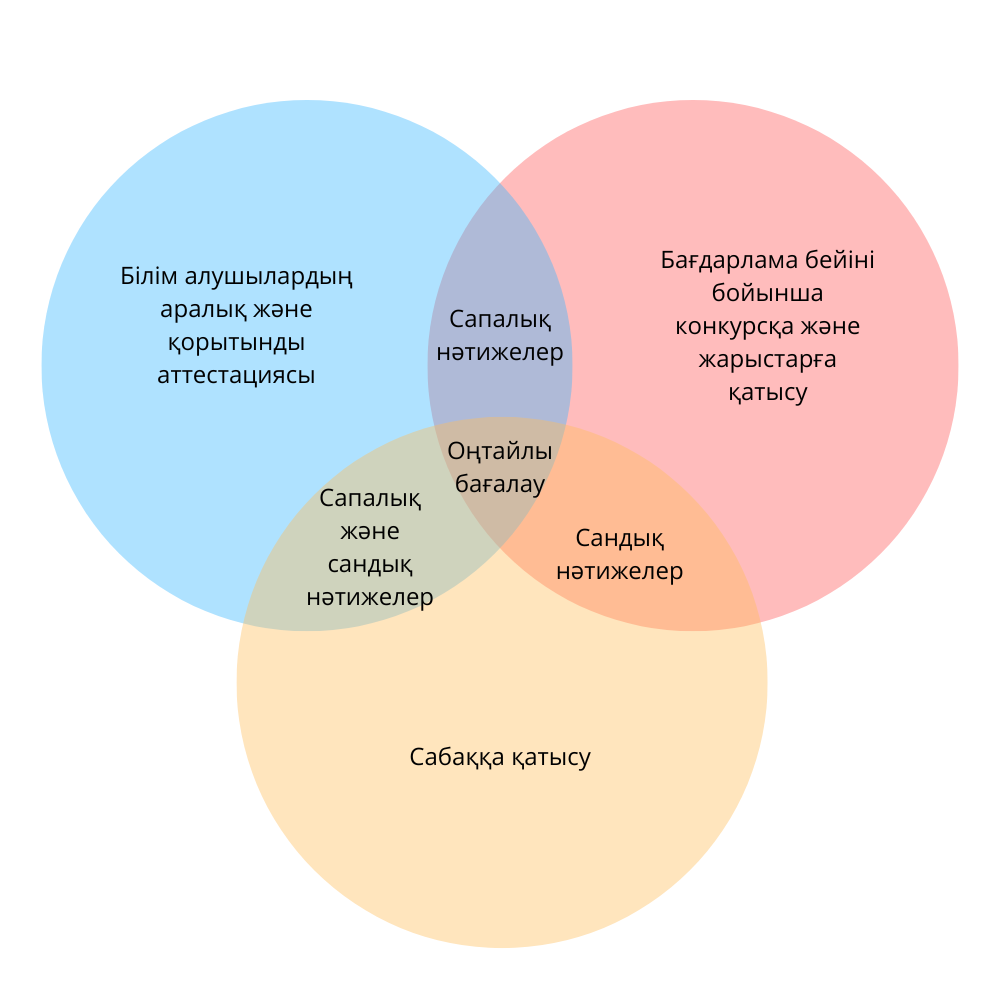 Білім алушылардың
аралық және
қорытынды
аттестациясы
Бағдарлама бейіні
бойынша
конкурсқа және
жарыстарға
қатысу
Сапалық
нәтижелер
Оңтайлы
бағалау
Сапалық
және
сандық
нәтижелер
Сандық
нәтижелер
Сабаққа қатысу